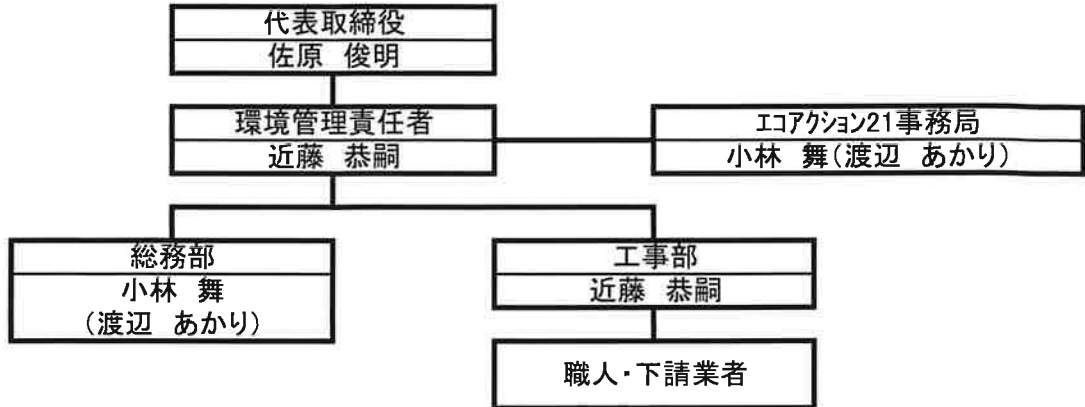 代表取締役
佐原 俊明
環境管理責任者
近藤 恭嗣
エコアクション21事務局
小林 舞(渡辺 あかり)
総務部
小林 舞
(渡辺 あかり)
工事部
近藤 恭嗣
職人・下請業者